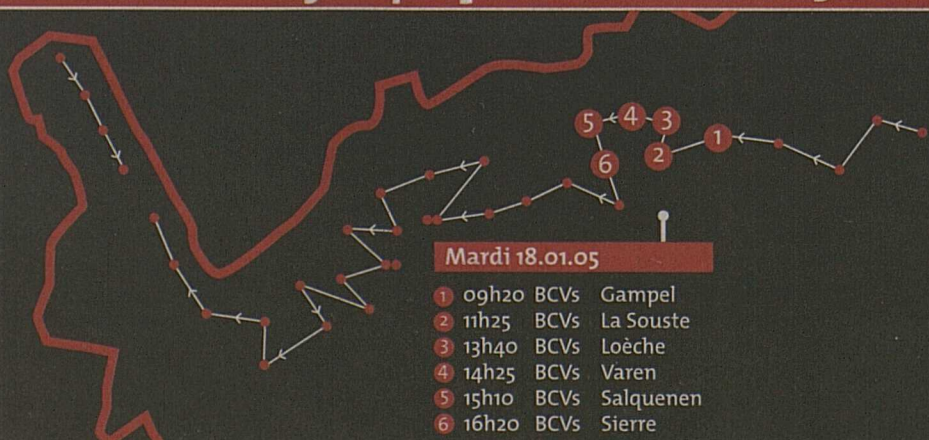 5 4 3 1
2
6
Mardi 18.01.05
1 09h20 BCVs Gampel
2 11h25 BCVs La Souste
3 13h40 BCVs Loèche
4 14h25 BCVs Varen
5 15h10 BCVs Salquenen
6 16h20 BCVs Sierre